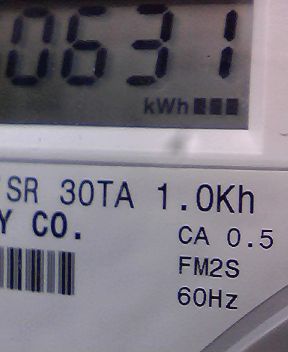 0631
kWh
SR 30TA 1.0Kh
Y CO.
CA 0.5
FM2S
60Hz